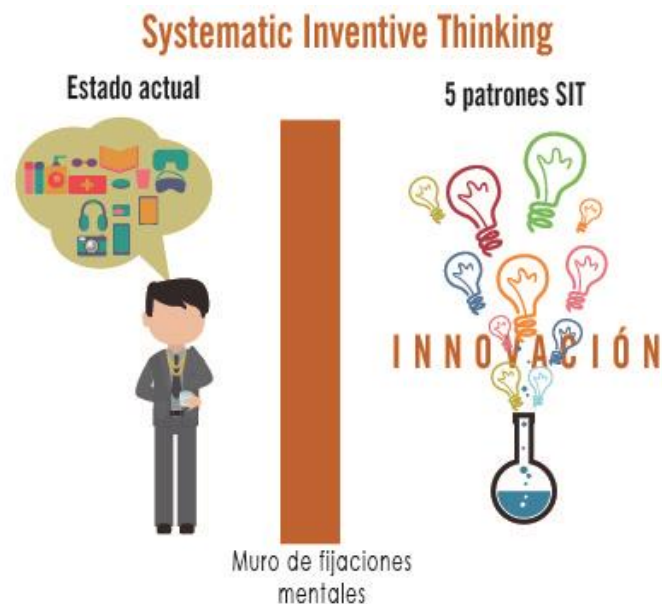 Systematic Inventive Thinking
Estado actual
5 patrones SIT
INNOVACIÓN
Muro de fijaciones
mentales